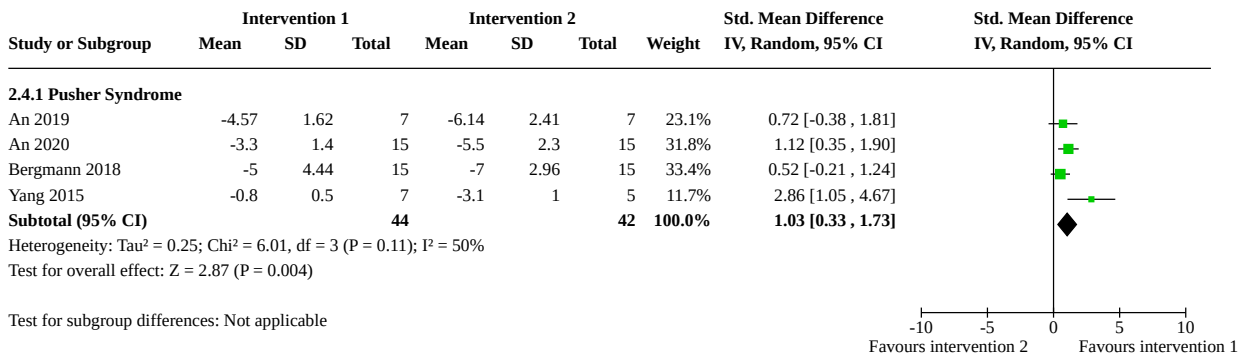 Intervention 1 Intervention 2 Std. Mean Difference Std. Mean Difference
Study or Subgroup Mean SD Total Mean SD Total Weight IV, Random, 95% CI IV, Random, 95% CI
2.4.1 Pusher Syndrome
An 2019 -4.57 1.62 7 -6.14 2.41 7 23.1% 0.72 [-0.38 , 1.81]
An 2020 -3.3 1.4 15 -5.5 2.3 15 31.8% 1.12 [0.35 , 1.90]
Bergmann 2018 -5 4.44 15 -7 2.96 15 33.4% 0.52 [-0.21 , 1.24]
Yang 2015 -0.8 0.5 7 -3.1 1 5 11.7% 2.86 [1.05 , 4.67]
Subtotal (95% CI) 44 42 100.0% 1.03 [0.33 , 1.73]
Heterogeneity: Tau² = 0.25; Chi² = 6.01, df = 3 (P = 0.11); I² = 50%
Test for overall effect: Z = 2.87 (P = 0.004)
Test for subgroup differences: Not applicable
-10 -5 0 5 10
Favours intervention 2 Favours intervention 1